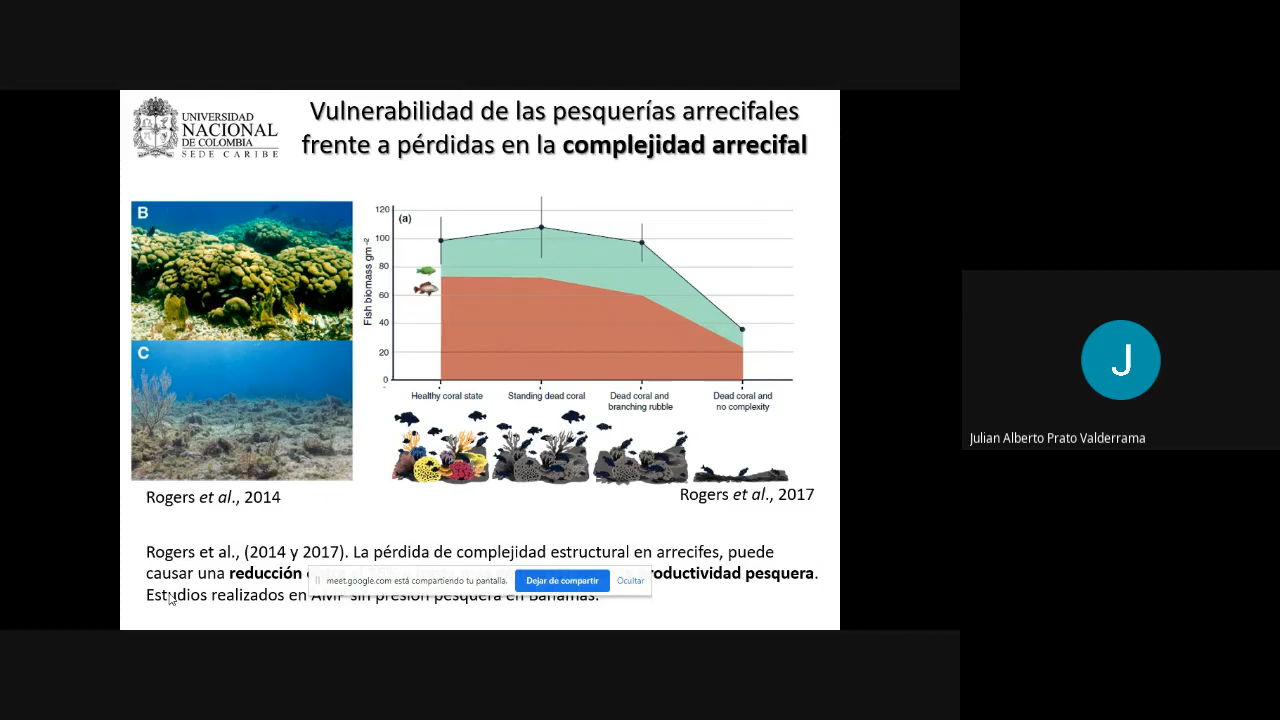 UNIVERSIDAD
NACIONAL
DE COLOMBIA
SEDE CARIBE
Vulnerabilidad de las pesquerías arrecifales
frente a pérdidas en la complejidad arrecifal
B
C
Rogers et al., 2014
(a)
Fish biomass gm-2
120
100
80
60
40
20
0
Healthy coral state
Standing dead coral
Dead coral and
branching rubble
Dead coral and
no complexity
Rogers et al., 2017
Rogers et al., (2014 y 2017). La pérdida de complejidad estructural en arrecifes, puede
causar una reducción productividad pesquera.
Estudios realizados en AMP sin presión pesquera en Bahamas.
meet.google.com está compartiendo tu pantalla.
Dejar de compartir
Ocultar
J
Julian Alberto Prato Valderrama